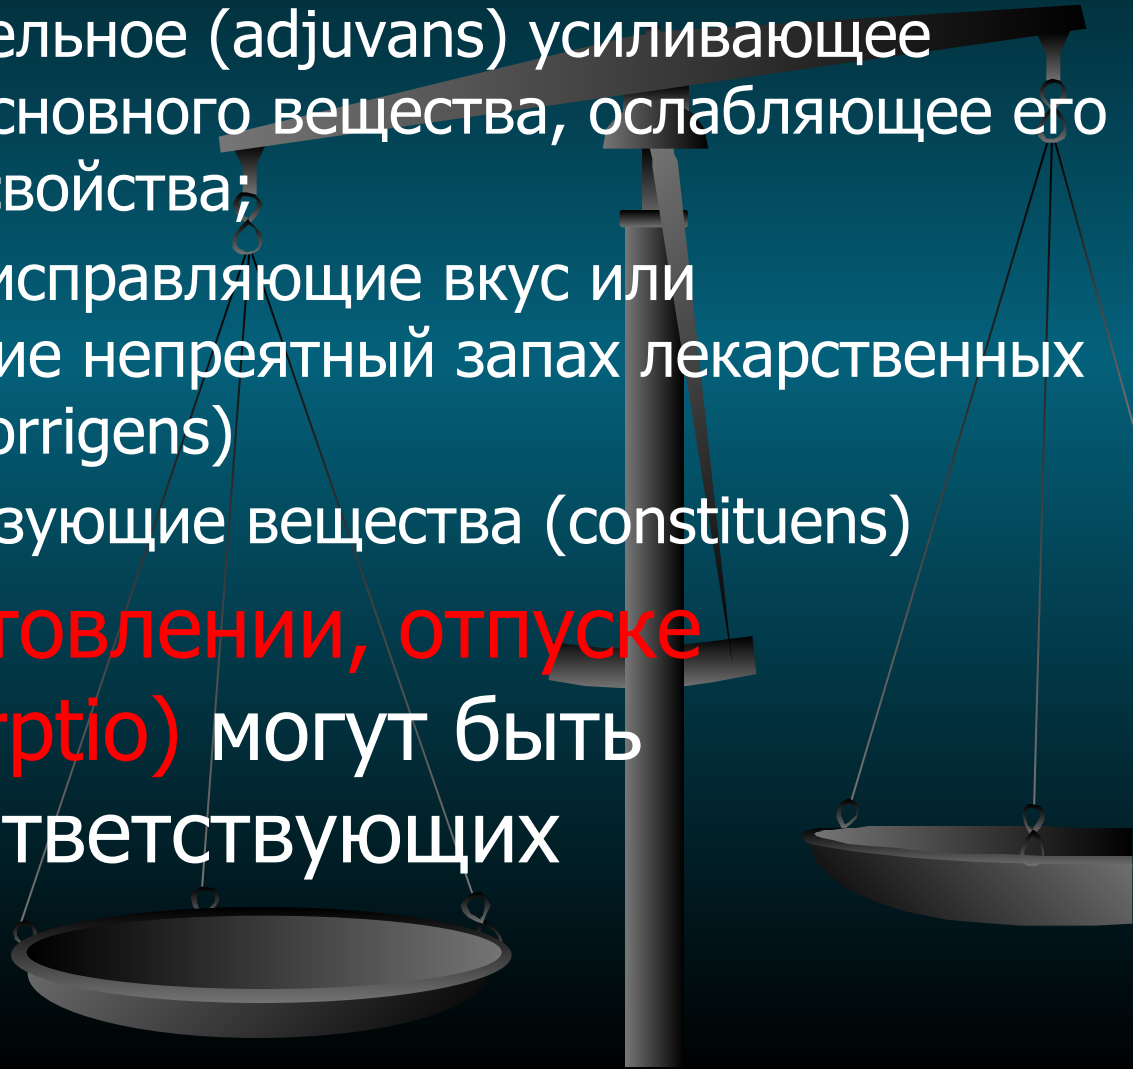 ельное (adjuvans) усиливающее
сновного вещества, ослабляющее его
свойства;
исправляющие вкус или
ие непреятный запах лекарственных
orrigens)
зующие вещества (constituens)
товлении, отпуске
rptio) могут быть
тветствующих